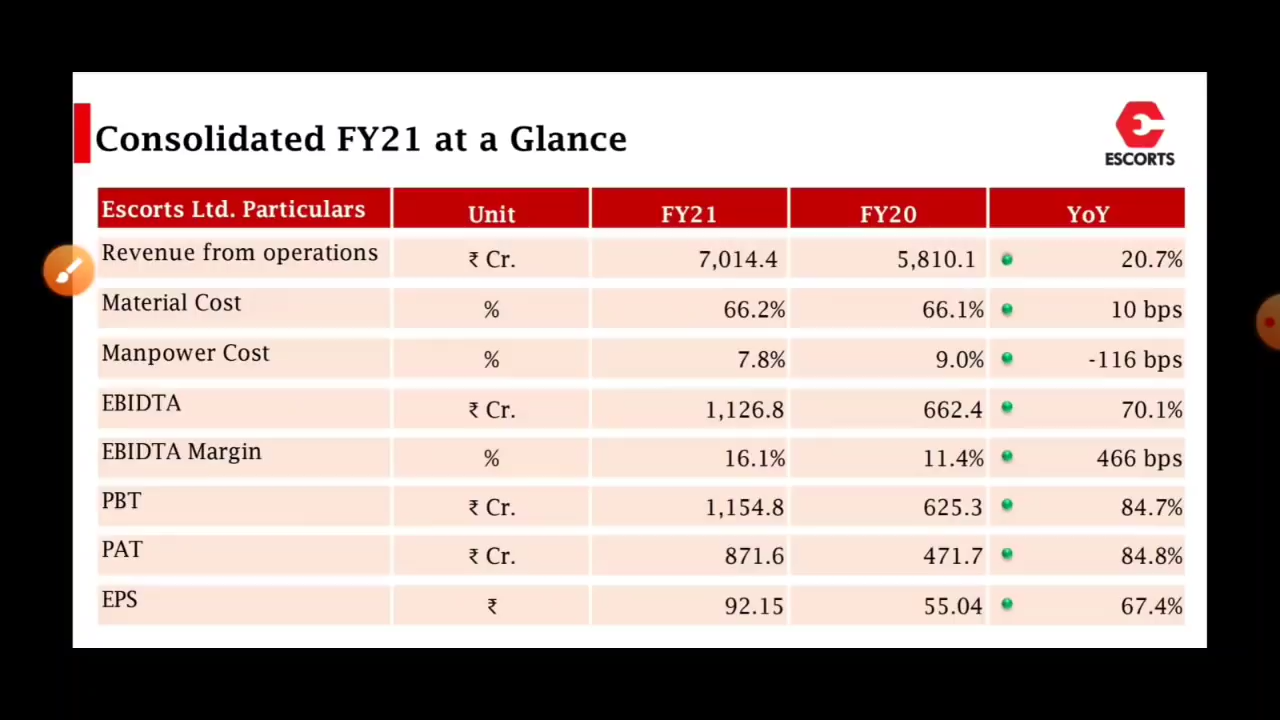 Consolidated FY21 at a Glance
ESCORTS
Escorts Ltd. Particulars Unit FY21 FY20 YoY
Revenue from operations ₹ Cr. 7,014.4 5,810.1 20.7%
Material Cost % 66.2% 66.1% 10 bps
Manpower Cost % 7.8% 9.0% -116 bps
EBIDTA ₹ Cr. 1,126.8 662.4 70.1%
EBIDTA Margin % 16.1% 11.4% 466 bps
PBT ₹ Cr. 1,154.8 625.3 84.7%
PAT ₹ Cr. 871.6 471.7 84.8%
EPS ₹ 92.15 55.04 67.4%